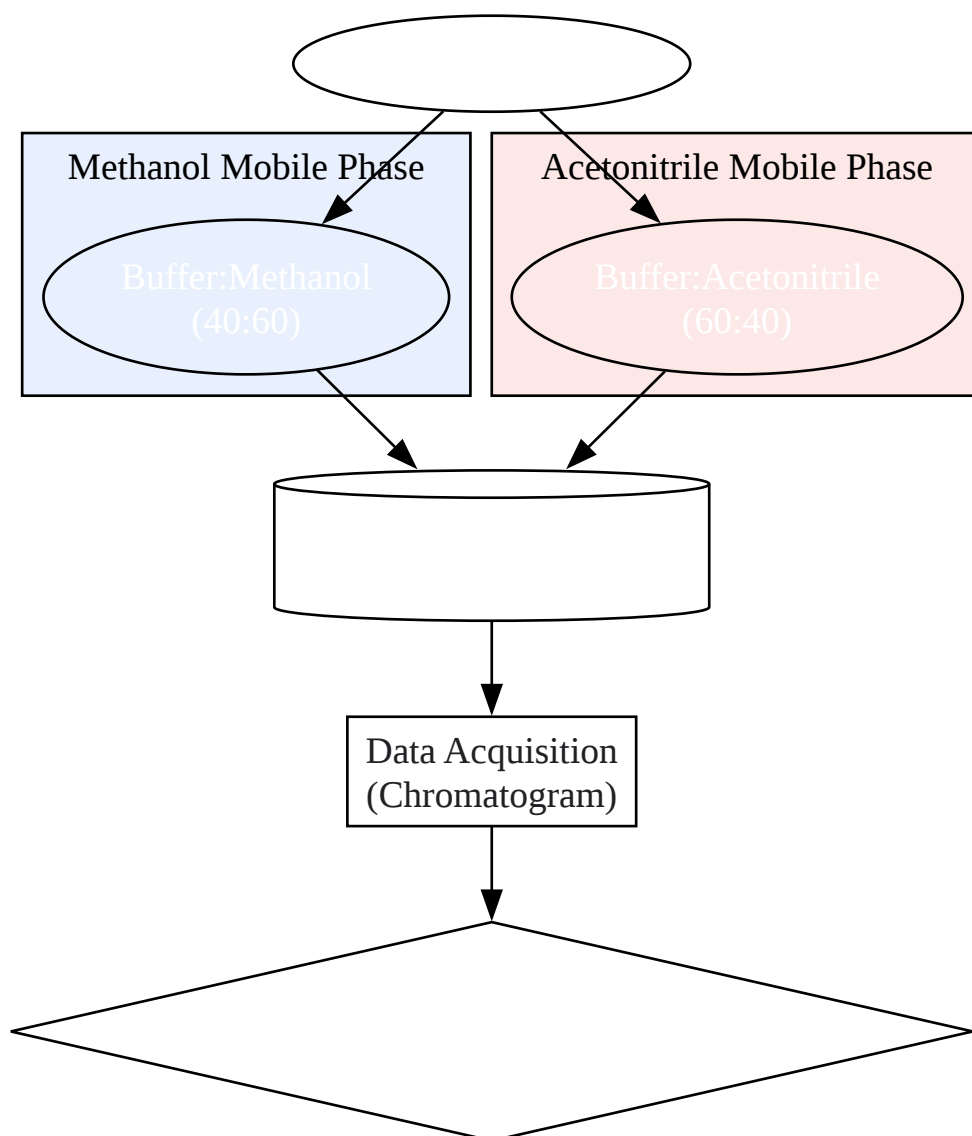 Methanol Mobile Phase
Acetonitrile Mobile Phase
Buffer:Methanol
(40:60)
Buffer:Acetonitrile
(60:40)
Data Acquisition
(Chromatogram)